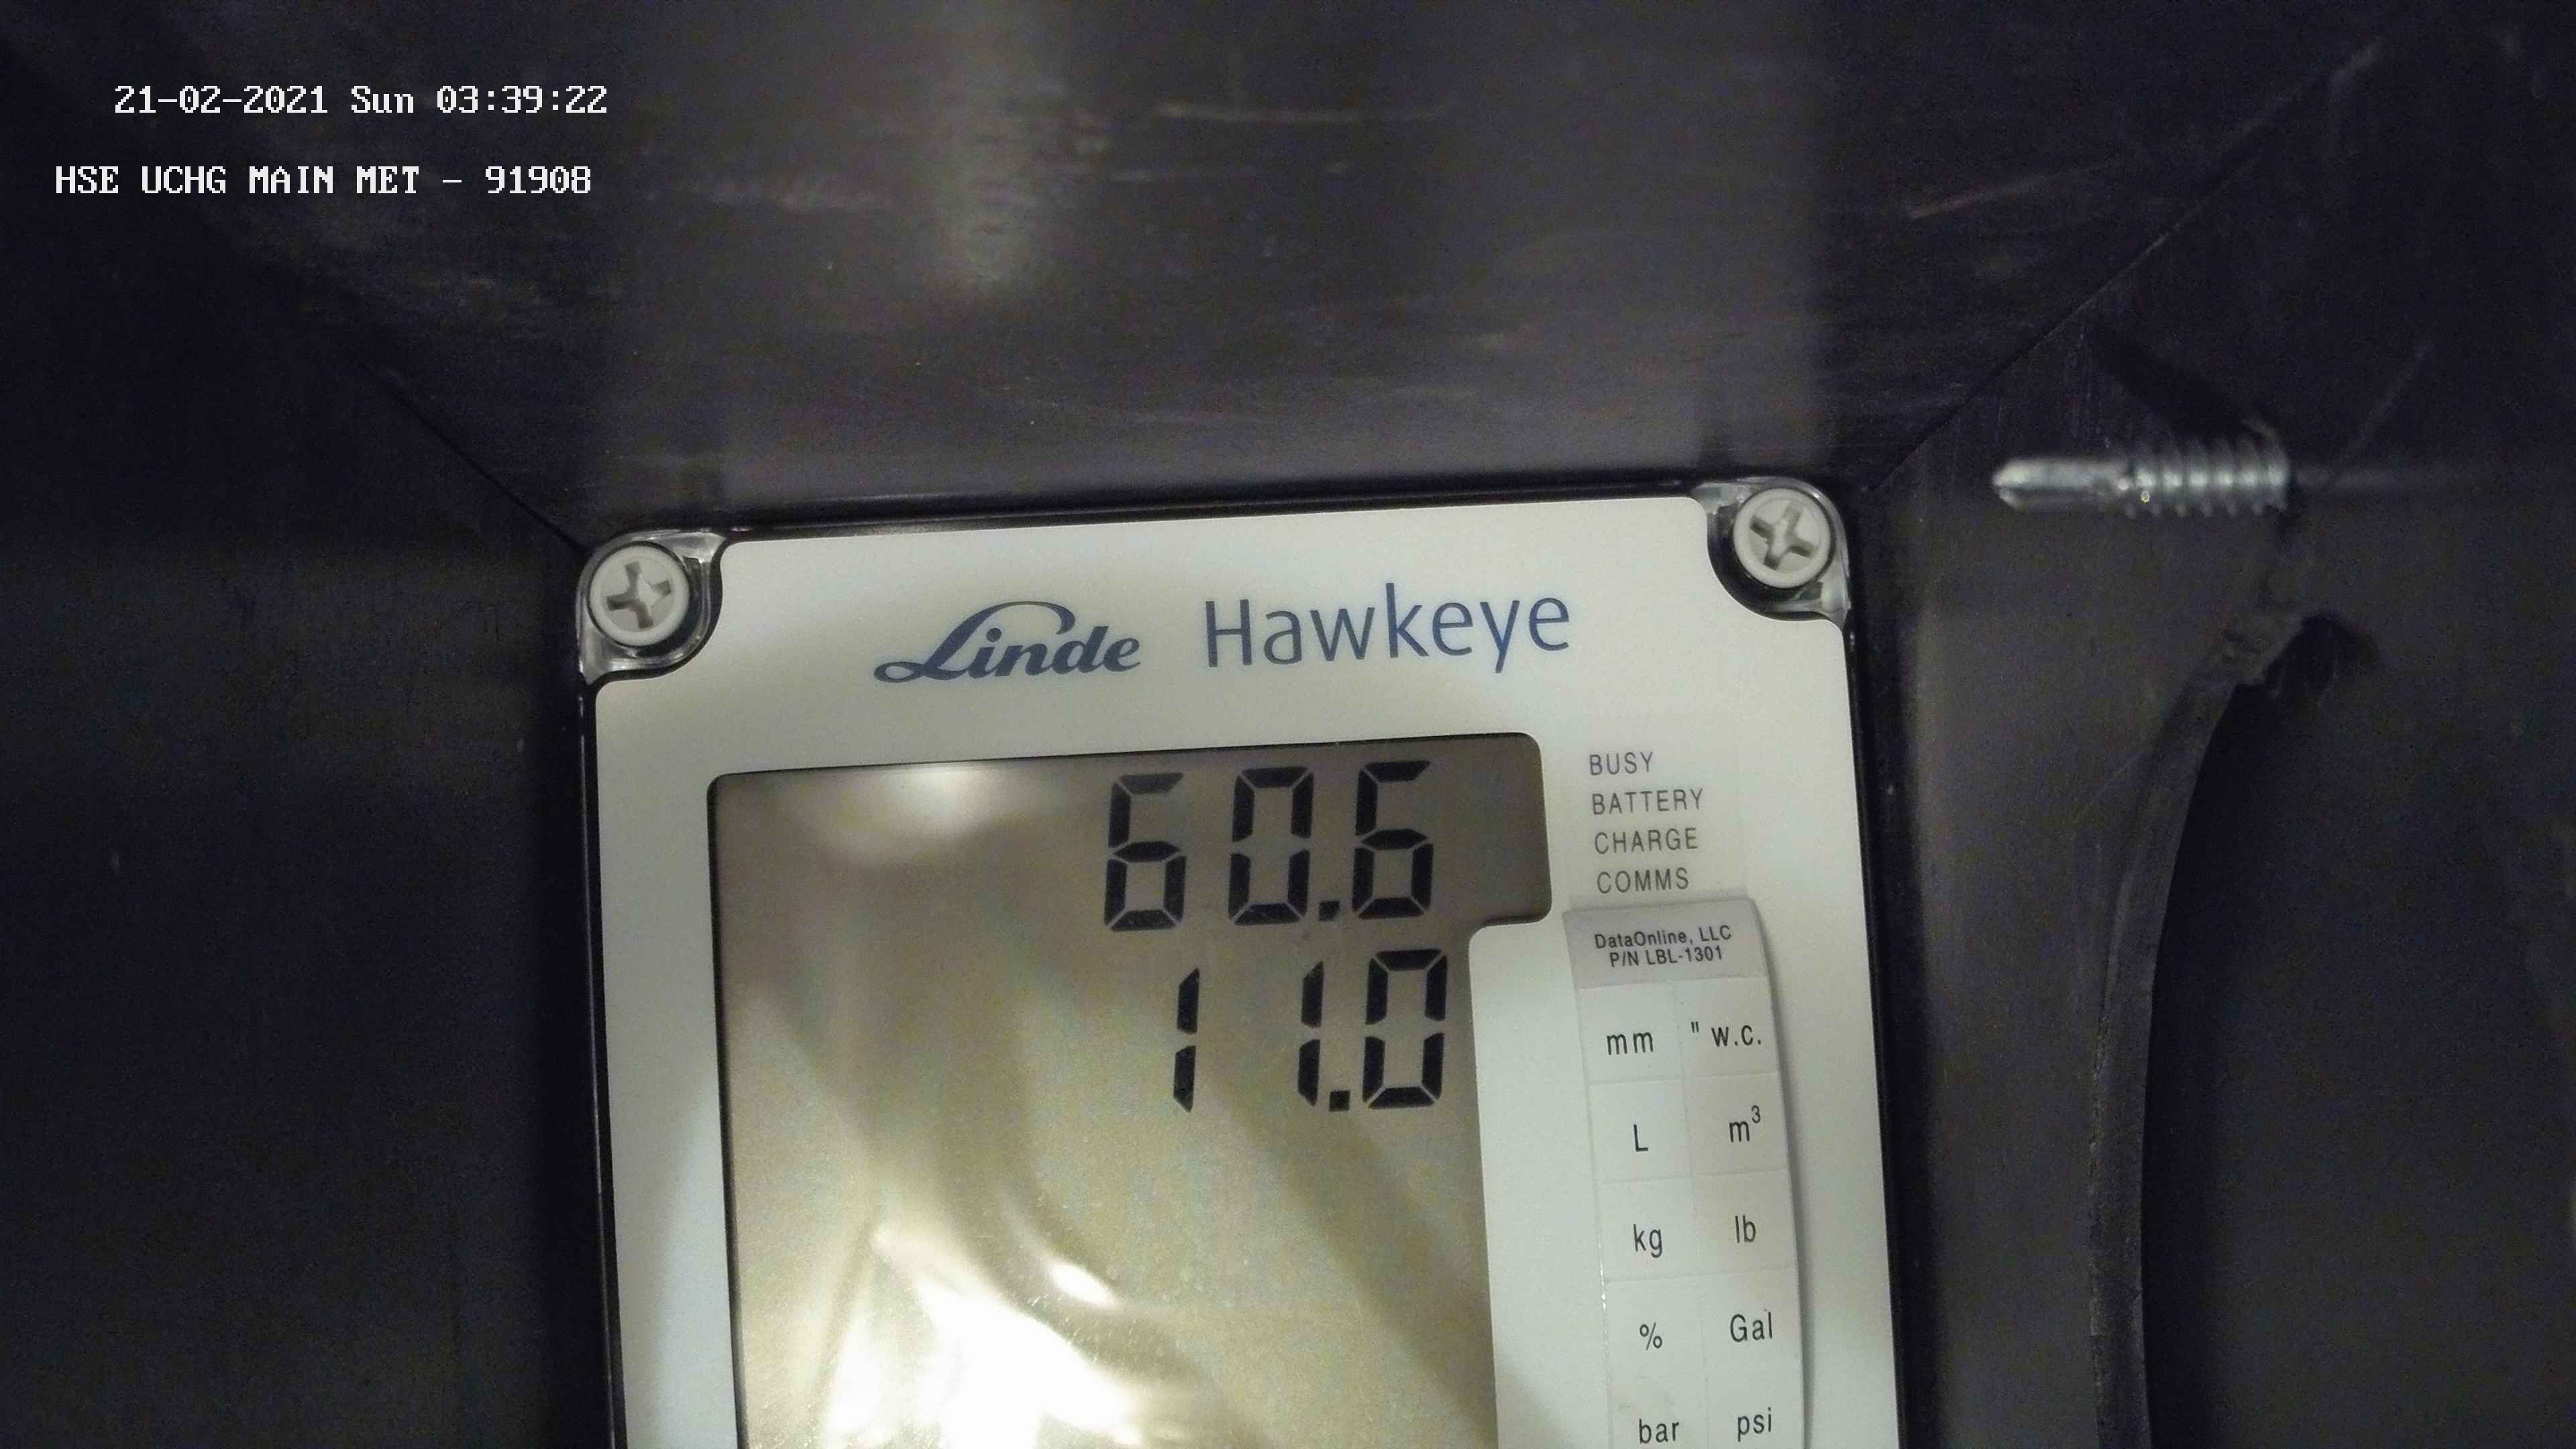 21-02-2021 Sun 03:39:22
HSE UCHG MAIN MET - 91908
Linde Hawkeye
60.6
11.0
BUSY
BATTERY
CHARGE
COMMS
DataOnline, LLC
P/N LBL-1301
mm " w.c.
L m³
kg lb
% Gal
bar psi